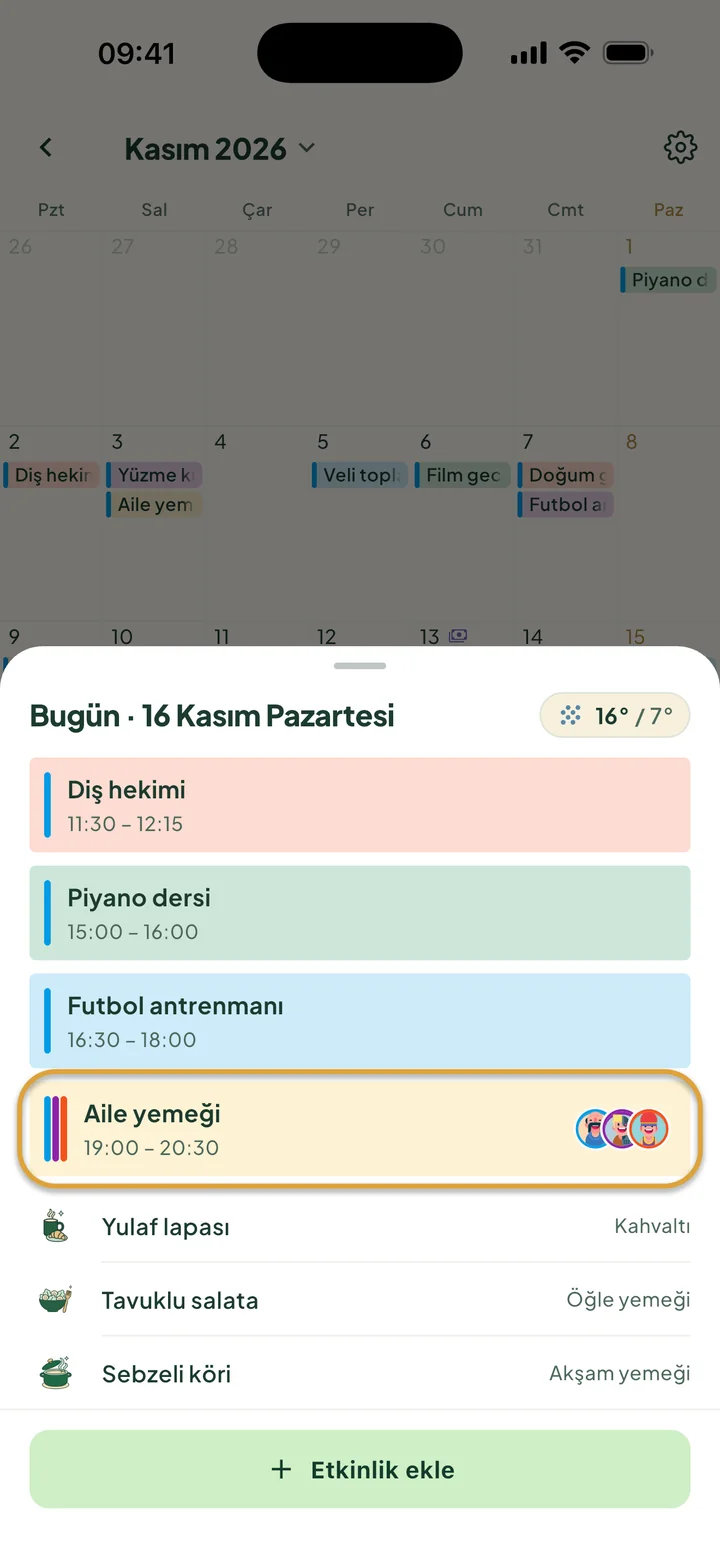 09:41
Kasım 2026
Pzt Sal Çar Per Cum Cmt Paz
26 27 28 29 30 31 1
Piyano d
2 3 4 5 6 7 8
Diş hekin Yüzme k Veli topl Film gec Doğum g
Aile yem Futbol a
9 10 11 12 13 14 15
Bugün · 16 Kasım Pazartesi
16° / 7°
Diş hekimi
11:30 – 12:15
Piyano dersi
15:00 – 16:00
Futbol antrenmanı
16:30 – 18:00
Aile yemeği
19:00 – 20:30
Yulaf lapası Kahvaltı
Tavuklu salata Öğle yemeği
Sebzeli köri Akşam yemeği
+ Etkinlik ekle